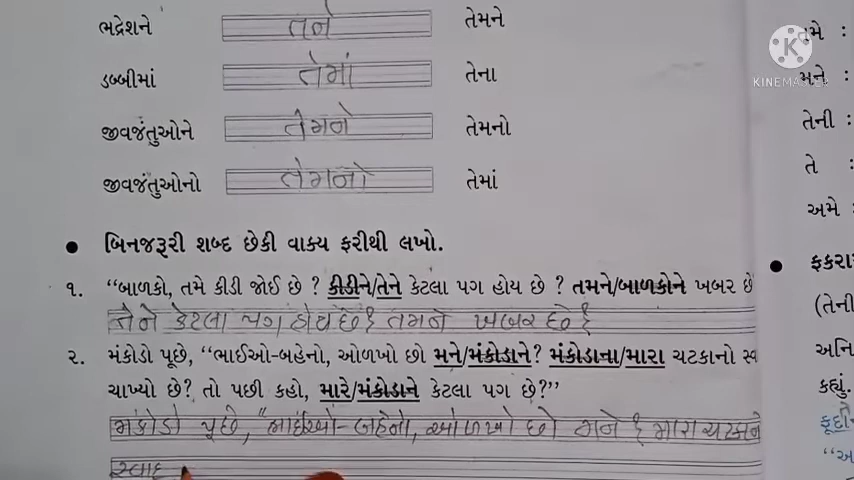 ભદ્રેશને તેને તેમને
ડબ્બીમાં તેમાં તેના
જીવજંતુઓને તેમને તેમનો
જીવજંતુઓનો તેમનો તેમાં
• બિનજરૂરી શબ્દ છેકી વાક્ય ફરીથી લખો.
૧. “બાળકો, તમે કીડી જોઈ છે ? કીડીને/તેને કેટલા પગ હોય છે ? તમને/બાળકોને ખબર છે
તેને કેટલા પગ હોય છે? તમને ખબર છે?
૨. મંકોડો પૂછે, “ભાઈઓ-બહેનો, ઓળખો છો મને/મંકોડાને? મંકોડાના/મારા ચટકાનો સ્વ
ચાખ્યો છે? તો પછી કહો, મારે/મંકોડાને કેટલા પગ છે?”
મંકોડો પૂછે, “ભાઈઓ-બહેનો, ઓળખો છો મને? મારા ચટકાનો
સ્વાદ
KINEMASTER
તમે :
મને :
તેની :
તે :
અમે :
• ફકરા
(તેની
અનિ
કહ્યું.
કૂદી
“અ